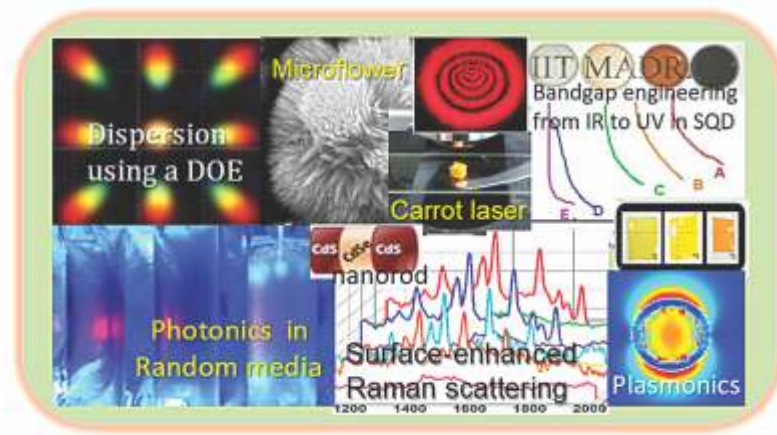 Dispersion
using a DOE
Microflower
IIT MADR
Bandgap engineering
from IR to UV in SQD
A
B
C
D
E
Carrot laser
CdS CdSe CdS
nanorod
Photonics in
Random media
Surface enhanced
Raman scattering
1200 1400 1600 1800 2000
Plasmonics